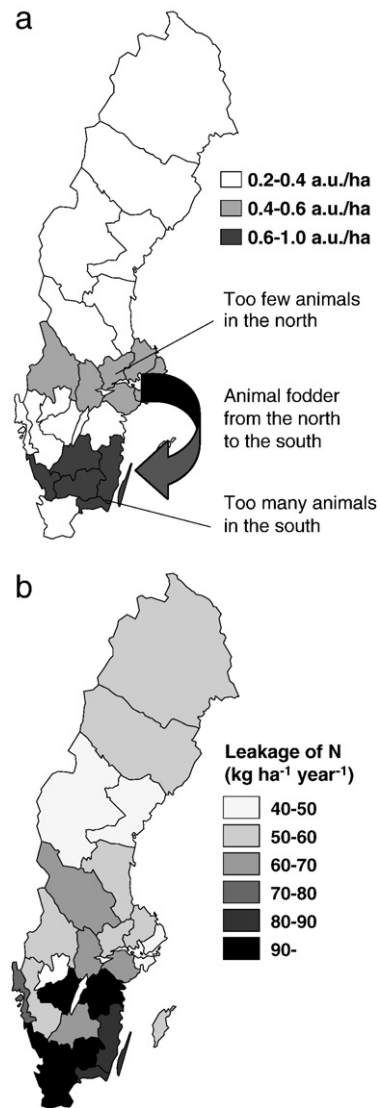 a
0.2-0.4 a.u./ha
0.4-0.6 a.u./ha
0.6-1.0 a.u./ha
Too few animals
in the north
Animal fodder
from the north
to the south
Too many animals
in the south
b
Leakage of N
(kg ha⁻¹ year⁻¹)
40-50
50-60
60-70
70-80
80-90
90-